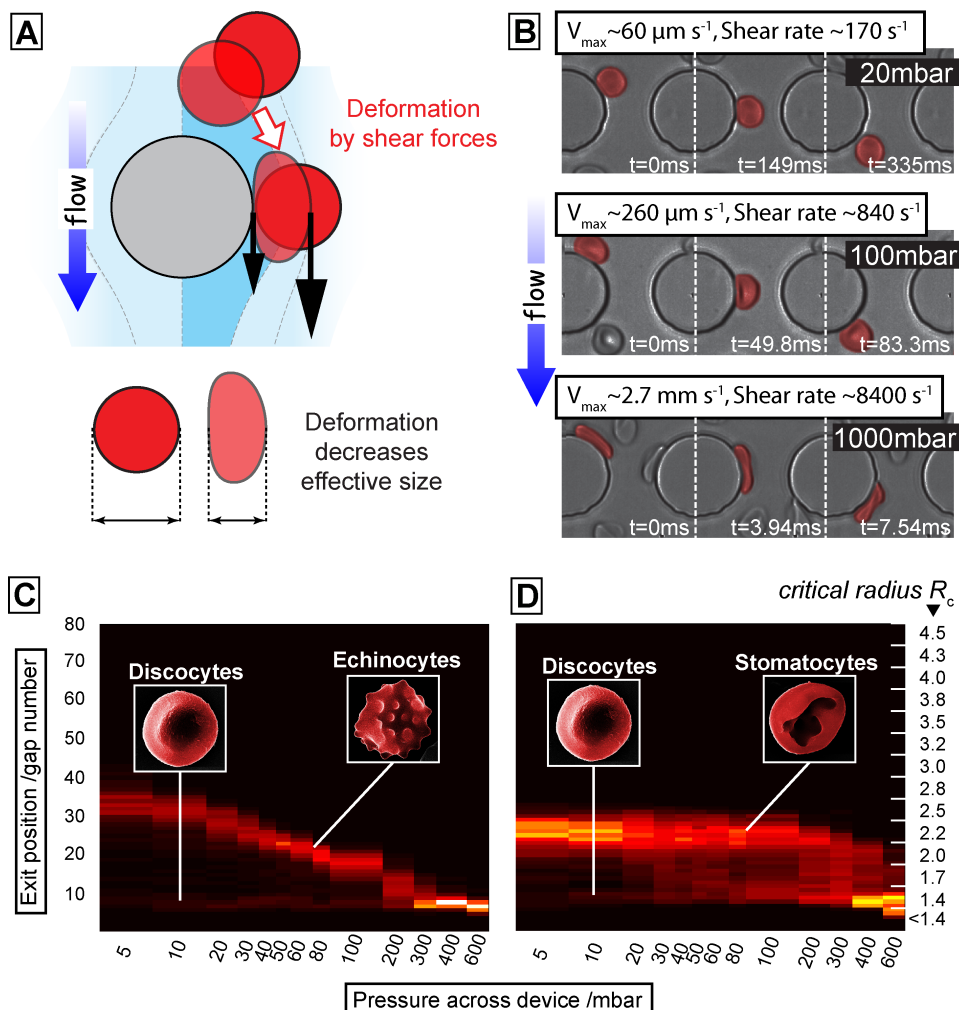 A
flow
Deformation
by shear forces
Deformation
decreases
effective size
B
Vmax~60 µm s-1, Shear rate ~170 s-1
20mbar
t=0ms
t=149ms
t=335ms
flow
Vmax~260 µm s-1, Shear rate ~840 s-1
100mbar
t=0ms
t=49.8ms
t=83.3ms
Vmax~2.7 mm s-1, Shear rate ~8400 s-1
1000mbar
t=0ms
t=3.94ms
t=7.54ms
C
Exit position /gap number
80
70
60
50
40
30
20
10
Discocytes
Echinocytes
5
10
20
30
40
50
60
80
100
200
300
400
600
D
critical radius Rc
Discocytes
Stomatocytes
4.5
4.3
4.0
3.8
3.5
3.2
3.0
2.8
2.5
2.2
2.0
1.7
1.4
<1.4
5
10
20
30
40
50
60
80
100
200
300
400
600
Pressure across device /mbar